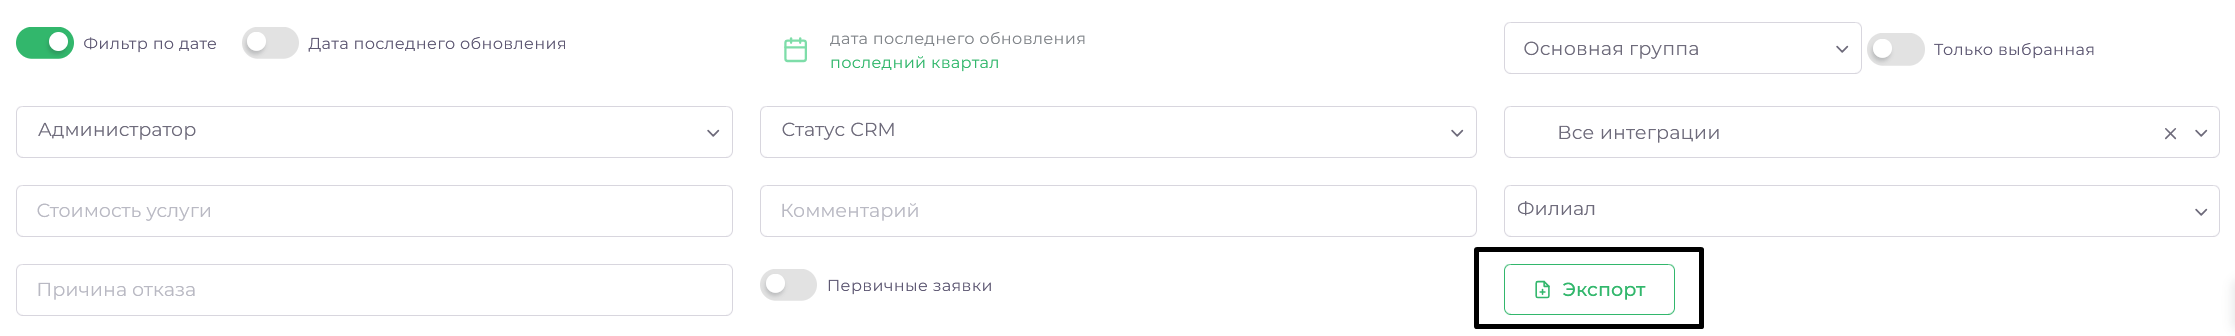 Фильтр по дате
Дата последнего обновления
дата последнего обновления
последний квартал
Основная группа
Только выбранная
Администратор
Статус CRM
Все интеграции
Стоимость услуги
Комментарий
Филиал
Причина отказа
Первичные заявки
Экспорт